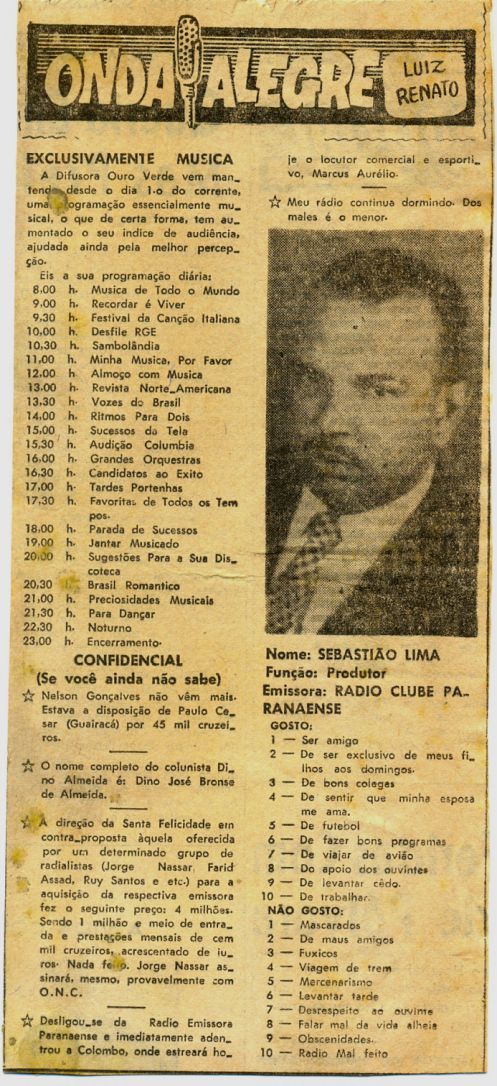 ONDA ALEGRE
LUIZ
RENATO
EXCLUSIVAMENTE MUSICA
A Difusora Ouro Verde vem man_
tendo desde o dia 1.o do corrente,
uma programação essencialmente mu_
sical, o que de certa forma, tem au_
mentado o seu indice de audiência,
ajudada ainda pela melhor percep_
ção.
Eis a sua programação diária:
8,00 h. Musica de Todo o Mundo
9,00 h. Recordar é Viver
9,30 h. Festival da Canção Italiana
10,00 h. Desfile RGE
10,30 h. Sambolândia
11,00 h. Minha Musica, Por Favor
12,00 h. Almoço com Musica
13,00 h. Revista Norte_Americana
13,30 h. Vozes do Brasil
14,00 h. Ritmos Para Dois
15,00 h. Sucessos da Tela
15,30 h. Audição Columbia
16,00 h. Grandes Orquestras
16,30 h. Candidatos ao Exito
17,00 h. Tardes Portenhas
17,30 h. Favoritas de Todos os Tem
pos.
18,00 h. Parada de Sucessos
19,00 h. Jantar Musicado
20,00 h. Sugestões Para a Sua Dis_
coteca
20,30 h. Brasil Romantico
21,00 h. Preciosidades Musicais
21,30 h. Para Dançar
22,30 h. Noturno
23,00 h. Encerramento.
CONFIDENCIAL
(Se você ainda não sabe)
☆ Nelson Gonçalves não vêm mais.
Estava a disposição de Paulo Ce_
sar (Guairacá) por 45 mil cruzei_
ros.
☆ O nome completo do colunista Di_
no Almeida é: Dino José Bronse
de Almeida.
☆ A direção da Santa Felicidade em
contra_proposta àquela oferecida
por um determinado grupo de
radialistas (Jorge Nassar, Farid
Assad, Ruy Santos e etc.) para a
aquisição da respectiva emissora
fez o seguinte preço: 4 milhões.
Sendo 1 milhão e meio de entra_
da e prestações mensais de cem
mil cruzeiros, acrescentado de ju_
ros. Nada feito. Jorge Nassar as_
sinará, mesmo, provavelmente com
O.N.C.
☆ Desligou_se da Radio Emissora
Paranaense e imediatamente aden_
trou a Colombo, onde estreará ho_
je o locutor comercial e esporti_
vo, Marcus Aurélio.
☆ Meu rádio continua dormindo. Dos
males é o menor.
Nome: SEBASTIÃO LIMA
Função: Produtor
Emissora: RADIO CLUBE PA-
RANAENSE
GOSTO:
1 — Ser amigo
2 — De ser exclusivo de meus fi_
lhos aos domingos.
3 — De bons colegas
4 — De sentir que minha esposa
me ama.
5 — De futebol
6 — De fazer bons programas
7 — De viajar de avião
8 — Do apoio dos ouvintes
9 — De levantar cêdo.
10 — De trabalhar.
NÃO GOSTO:
1 — Mascarados
2 — De maus amigos
3 — Fuxicos
4 — Viagem de trem
5 — Mercenarismo
6 — Levantar tarde
7 — Desrespeito ao ouvinte
8 — Falar mal da vida alheia
9 — Obscenidades.
10 — Radio Mal feito